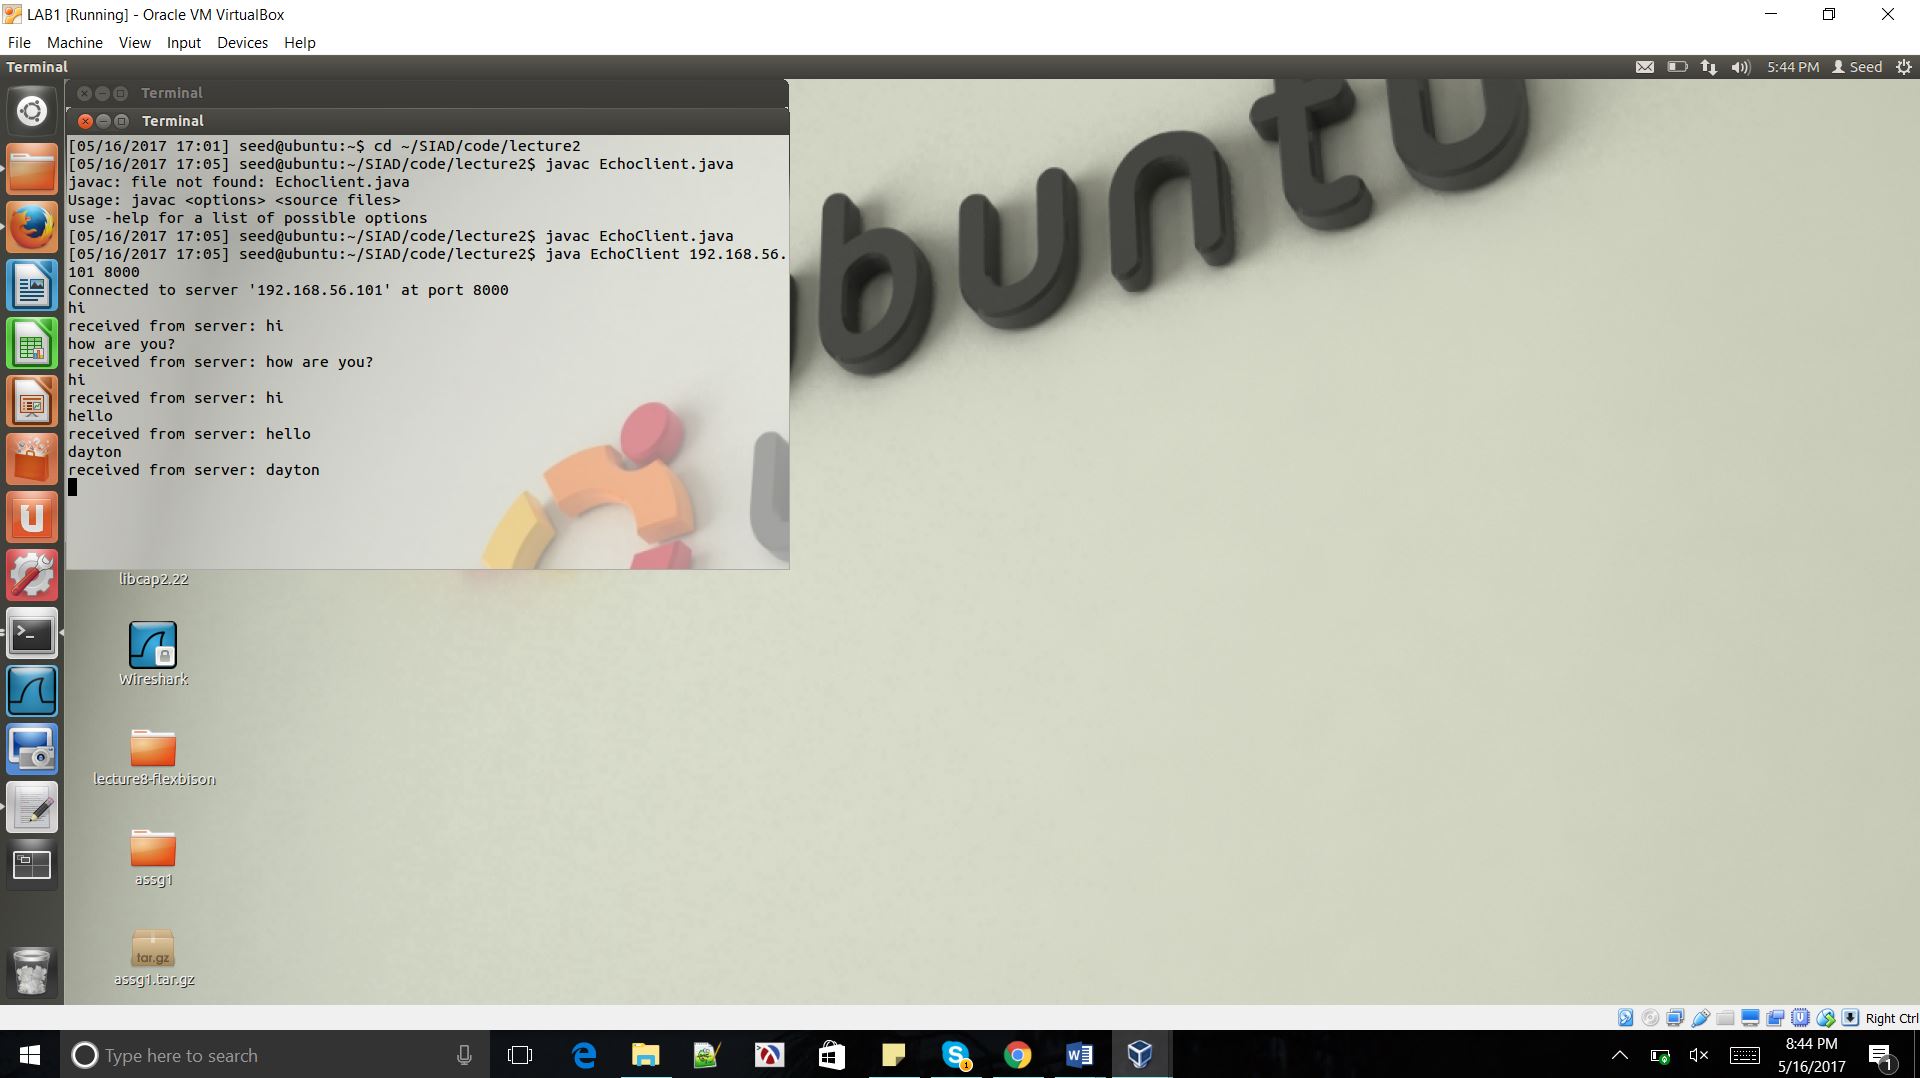 LAB1 [Running] - Oracle VM VirtualBox
File Machine View Input Devices Help
Terminal 5:44 PM Seed
Terminal
Terminal
[05/16/2017 17:01] seed@ubuntu:~$ cd ~/SIAD/code/lecture2
[05/16/2017 17:05] seed@ubuntu:~/SIAD/code/lecture2$ javac Echoclient.java
javac: file not found: Echoclient.java
Usage: javac <options> <source files>
use -help for a list of possible options
[05/16/2017 17:05] seed@ubuntu:~/SIAD/code/lecture2$ javac EchoClient.java
[05/16/2017 17:05] seed@ubuntu:~/SIAD/code/lecture2$ java EchoClient 192.168.56.
101 8000
Connected to server '192.168.56.101' at port 8000
hi
received from server: hi
how are you?
received from server: how are you?
hi
received from server: hi
hello
received from server: hello
dayton
received from server: dayton
ubuntu
libcap2.22
Wireshark
lecture8-flexbison
assg1
tar.gz
assg1.tar.gz
Right Ctrl
Type here to search
8:44 PM
5/16/2017
1
1